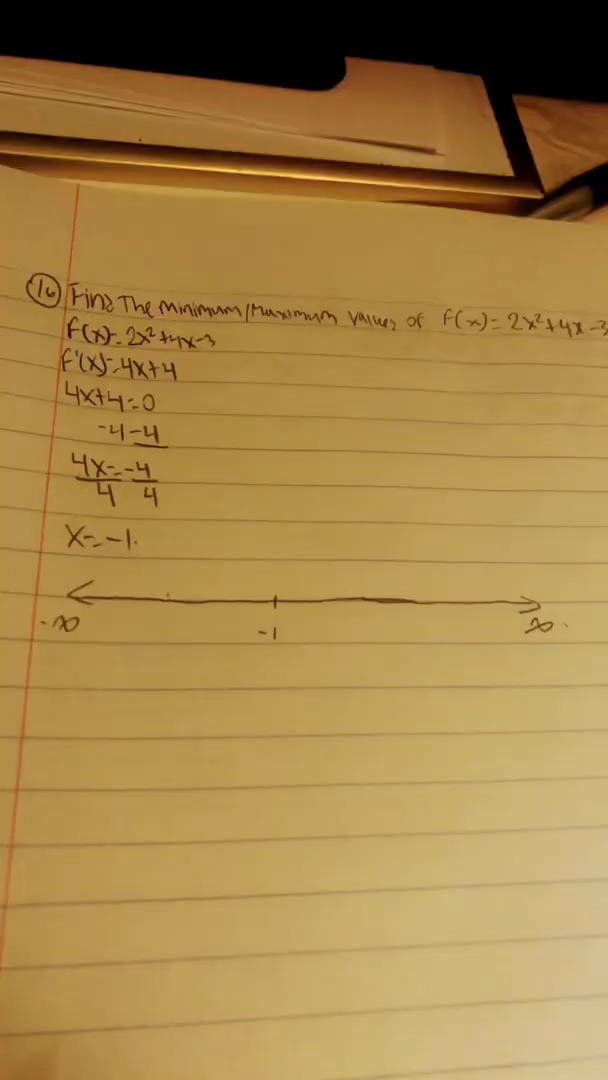 16 Find The minimum/Maximum values of f(x)=2x²+4x-3
f(x)=2x²+4x-3
f'(x)=4x+4
4x+4=0
-4 -4
4x=-4
4 4
x=-1.
-∞ -1 ∞.